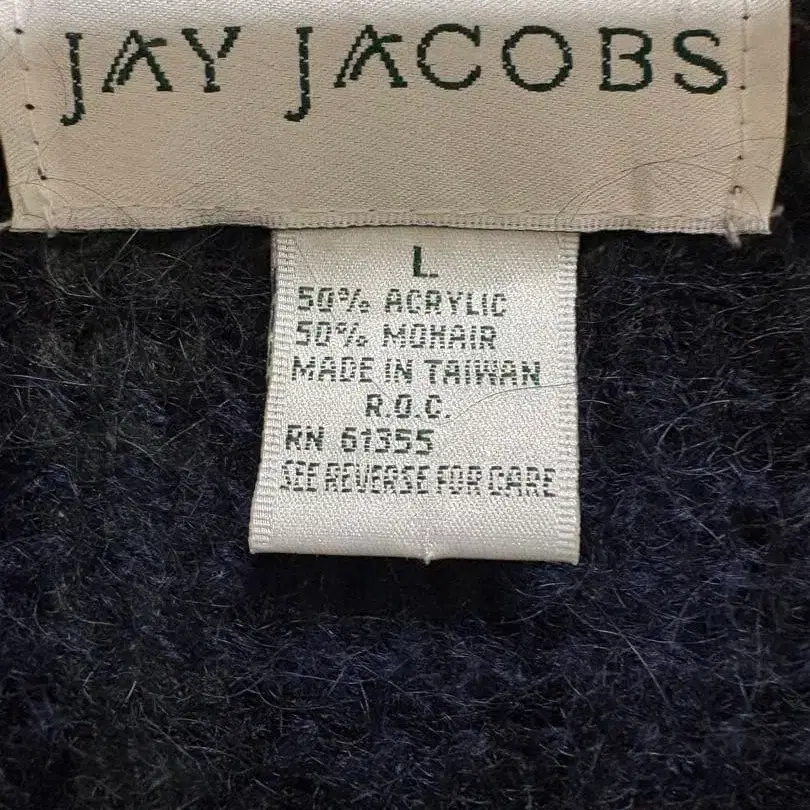 JAY JACOBS
L
50% ACRYLIC
50% MOHAIR
MADE IN TAIWAN
R.O.C.
RN 61355
SEE REVERSE FOR CARE